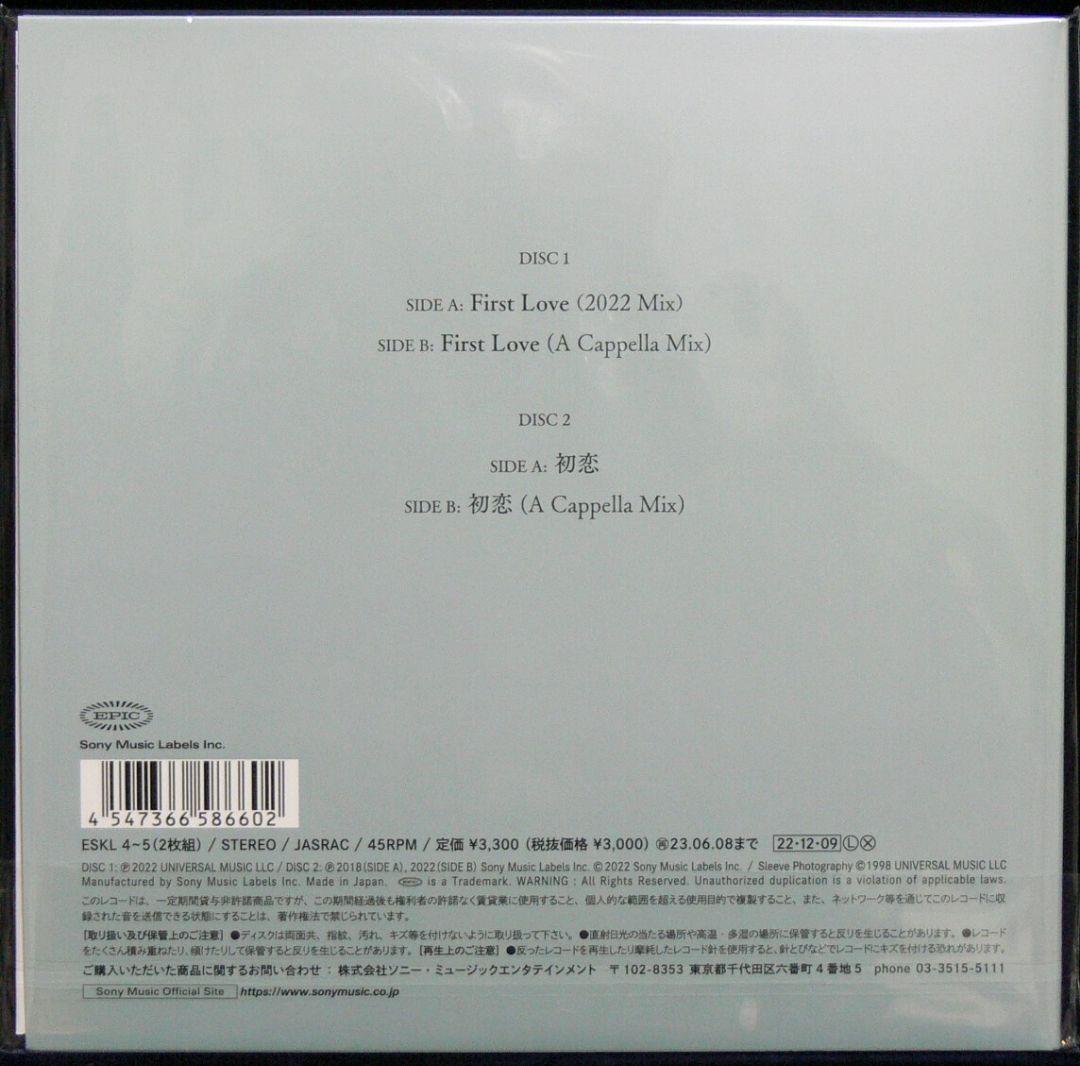 DISC 1
SIDE A: First Love (2022 Mix)
SIDE B: First Love (A Cappella Mix)
DISC 2
SIDE A: 初恋
SIDE B: 初恋 (A Cappella Mix)
EPIC
Sony Music Labels Inc.
4 547366 586602
ESKL 4~5(2枚組) / STEREO / JASRAC / 45RPM / 定価 ¥3,300 (税抜価格 ¥3,000) 23.06.08まで 22・12・09 Ⓛ Ⓧ
DISC 1: ℗2022 UNIVERSAL MUSIC LLC / DISC 2: ℗2018(SIDE A), 2022(SIDE B) Sony Music Labels Inc. ©2022 Sony Music Labels Inc. / Sleeve Photography ©1998 UNIVERSAL MUSIC LLC
Manufactured by Sony Music Labels Inc. Made in Japan. EPIC is a Trademark. WARNING : All Rights Reserved. Unauthorized duplication is a violation of applicable laws.
このレコードは、一定期間貸与非許諾商品ですが、この期間経過後も権利者の許諾なく賃貸業に使用すること、個人的な範囲を超える使用目的で複製すること、また、ネットワーク等を通じてこのレコードに収
録された音を送信できる状態にすることは、著作権法で禁じられています。
[取り扱い及び保管上のご注意] ●ディスクは両面共、指紋、汚れ、キズ等を付けないように取り扱って下さい。●直射日光の当たる場所や高温・多湿の場所に保管すると反りを生じることがあります。●レコード
をたくさん積み重ねたり、傾けたりして保管すると反りを生じることがあります。[再生上のご注意] ●反ったレコードを再生したり摩耗したレコード針を使用すると、針とびなどでレコードにキズを付ける恐れがあります。
ご購入いただいた商品に関するお問い合わせ : 株式会社ソニー・ミュージックエンタテインメント 〒102-8353 東京都千代田区六番町4番地5 phone 03-3515-5111
Sony Music Official Site https://www.sonymusic.co.jp